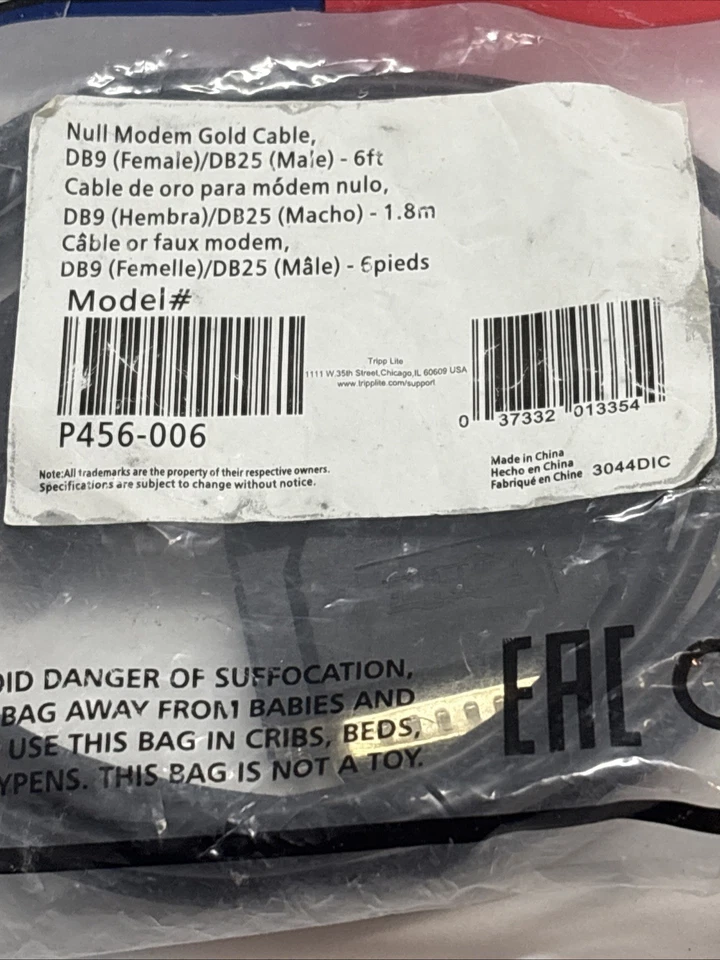 Null Modem Gold Cable,
DB9 (Female)/DB25 (Male) - 6ft
Cable de oro para módem nulo,
DB9 (Hembra)/DB25 (Macho) - 1.8m
Câble or faux modem,
DB9 (Femelle)/DB25 (Mâle) - 6pieds
Model#
P456-006
Tripp Lite
1111 W.35th Street,Chicago,IL 60609 USA
www.tripplite.com/support
0 37332 013354
Note:All trademarks are the property of their respective owners.
Specifications are subject to change without notice.
Made in China
Hecho en China
Fabriqué en Chine
3044DIC
DANGER OF SUFFOCATION,
BAG AWAY FROM BABIES AND
USE THIS BAG IN CRIBS, BEDS,
THIS BAG IS NOT A TOY.
EAC